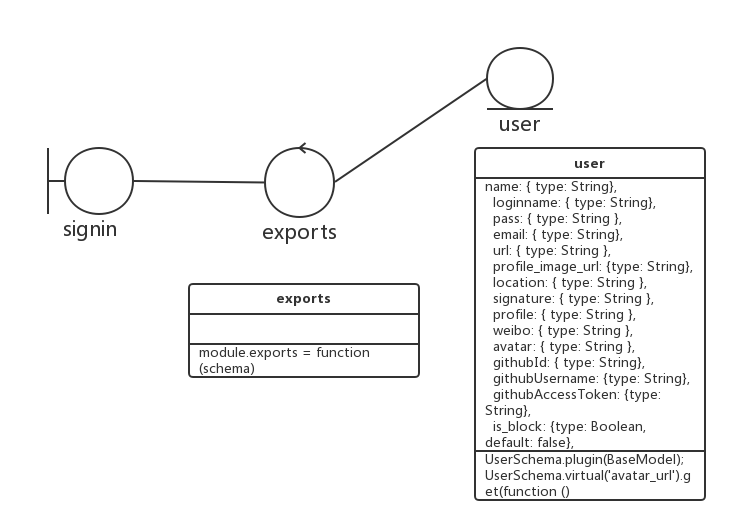 user
signin
exports
user
name: { type: String},
loginname: { type: String},
pass: { type: String },
email: { type: String},
url: { type: String },
profile_image_url: {type: String},
location: { type: String },
signature: { type: String },
profile: { type: String },
weibo: { type: String },
avatar: { type: String },
githubId: { type: String},
githubUsername: {type: String},
githubAccessToken: {type:
String},
is_block: {type: Boolean,
default: false},
UserSchema.plugin(BaseModel);
UserSchema.virtual('avatar_url').g
et(function ()
exports
module.exports = function
(schema)